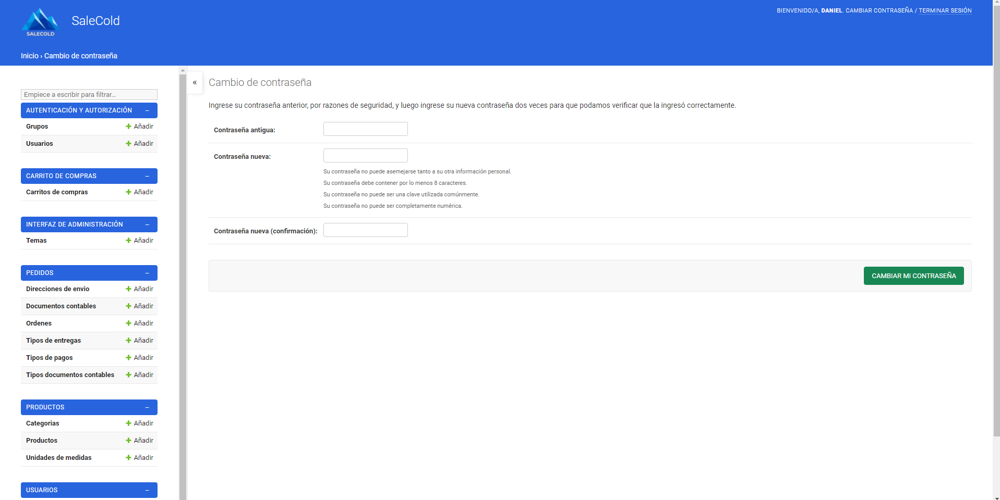 SALECOLD
SaleCold
BIENVENIDO/A, DANIEL. CAMBIAR CONTRASEÑA / TERMINAR SESIÓN
Inicio › Cambio de contraseña
Empiece a escribir para filtrar...
AUTENTICACIÓN Y AUTORIZACIÓN –
Grupos + Añadir
Usuarios + Añadir
CARRITO DE COMPRAS –
Carritos de compras + Añadir
INTERFAZ DE ADMINISTRACIÓN –
Temas + Añadir
PEDIDOS –
Direcciones de envio + Añadir
Documentos contables + Añadir
Ordenes + Añadir
Tipos de entregas + Añadir
Tipos de pagos + Añadir
Tipos documentos contables + Añadir
PRODUCTOS –
Categorias + Añadir
Productos + Añadir
Unidades de medidas + Añadir
USUARIOS –
«
Cambio de contraseña
Ingrese su contraseña anterior, por razones de seguridad, y luego ingrese su nueva contraseña dos veces para que podamos verificar que la ingresó correctamente.
Contraseña antigua:
Contraseña nueva:
Su contraseña no puede asemejarse tanto a su otra información personal.
Su contraseña debe contener por lo menos 8 caracteres.
Su contraseña no puede ser una clave utilizada comúnmente.
Su contraseña no puede ser completamente numérica.
Contraseña nueva (confirmación):
CAMBIAR MI CONTRASEÑA